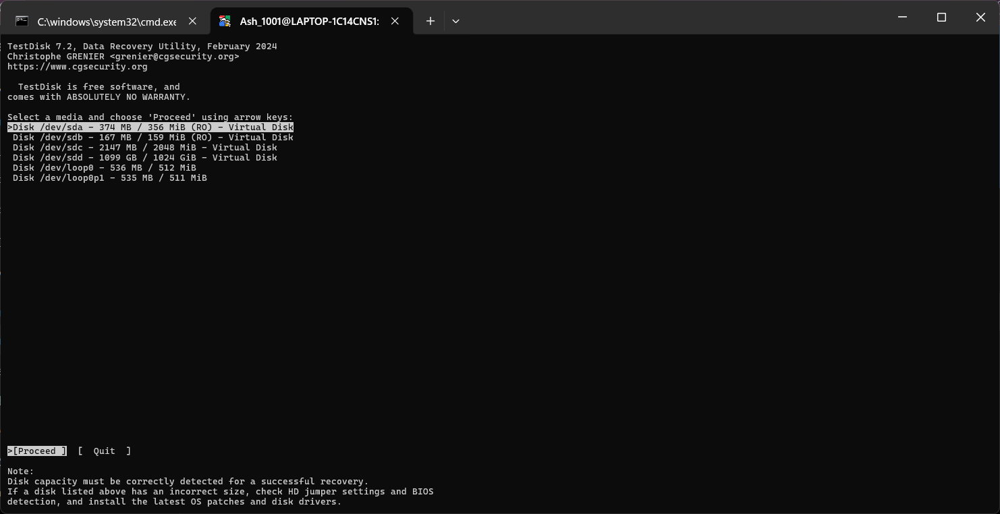 C:\windows\system32\cmd.exe
Ash_1001@LAPTOP-1C14CNS1:
TestDisk 7.2, Data Recovery Utility, February 2024
Christophe GRENIER <grenier@cgsecurity.org>
https://www.cgsecurity.org
  TestDisk is free software, and
comes with ABSOLUTELY NO WARRANTY.
Select a media and choose 'Proceed' using arrow keys:
>Disk /dev/sda - 374 MB / 356 MiB (RO) - Virtual Disk
 Disk /dev/sdb - 167 MB / 159 MiB (RO) - Virtual Disk
 Disk /dev/sdc - 2147 MB / 2048 MiB - Virtual Disk
 Disk /dev/sdd - 1099 GB / 1024 GiB - Virtual Disk
 Disk /dev/loop0 - 536 MB / 512 MiB
 Disk /dev/loop0p1 - 535 MB / 511 MiB
>[Proceed ]  [  Quit  ]
Note:
Disk capacity must be correctly detected for a successful recovery.
If a disk listed above has an incorrect size, check HD jumper settings and BIOS
detection, and install the latest OS patches and disk drivers.